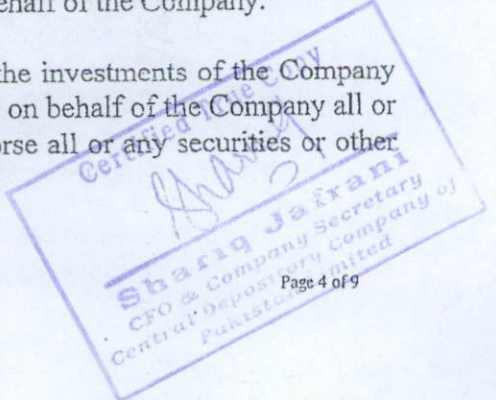 ehalf of the Company.
the investments of the Company
on behalf of the Company all or
orse all or any securities or other
Certified True Copy
Shariq Jafrani
CFO & Company Secretary
Central Depository Company of
Pakistan Limited
Page 4 of 9